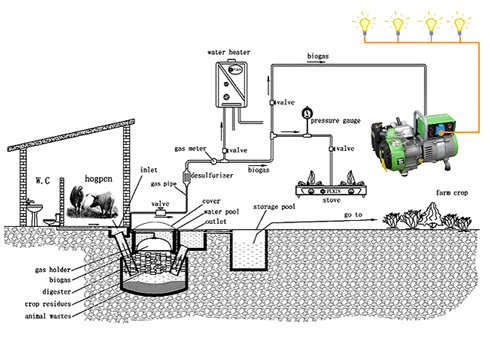 water heater
biogas
valve
pressure gauge
gas meter
valve
inlet
desulfurizer
W.C
hogpen
gas pipe
biogas
valve
valve
PUXIN
stove
cover
water pool
outlet
storage pool
farm crop
go to
gas holder
biogas
digester
crop residues
animal wastes